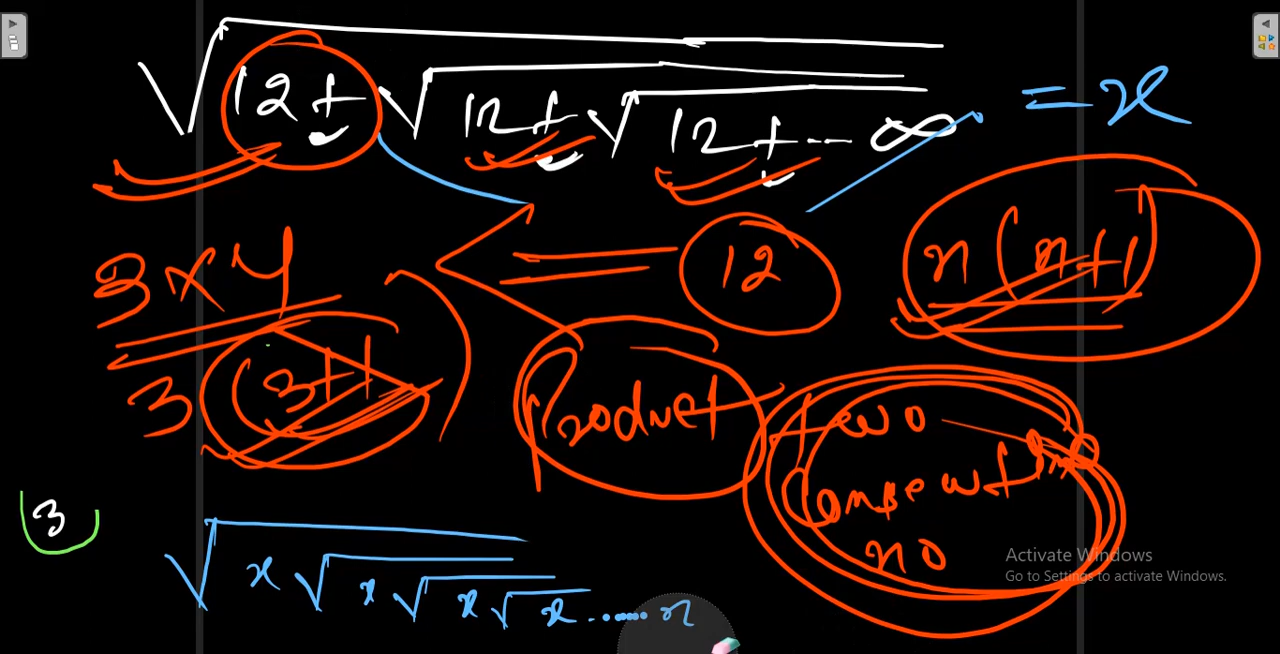 √12+√12+√12+--∞ = x
3×4 12 n(n+1)
3(3+1 Product two
Consecutive
no
3
√x√x√x√x......n
Activate Windows
Go to Settings to activate Windows.